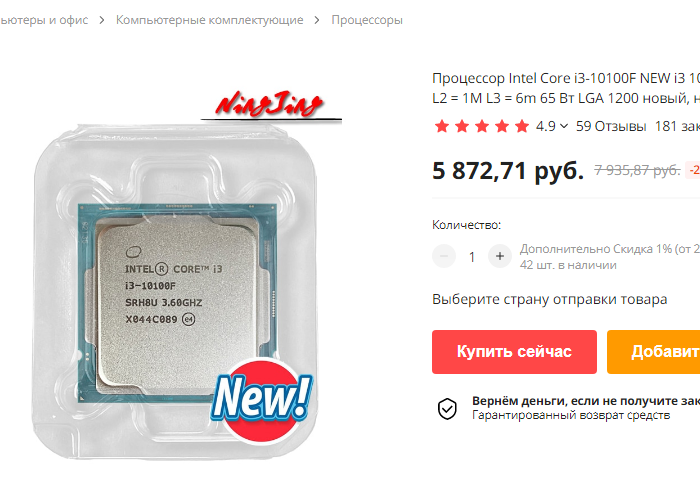 ьютеры и офис > Компьютерные комплектующие > Процессоры
NingJing
Процессор Intel Core i3-10100F NEW i3 10
L2 = 1M L3 = 6m 65 Вт LGA 1200 новый, н
4.9 59 Отзывы 181 зак
5 872,71 руб. 7 935,87 руб. -2
Количество:
1 +
Дополнительно Скидка 1% (от 2
42 шт. в наличии
Выберите страну отправки товара
Купить сейчас
Добавит
Вернём деньги, если не получите зак
Гарантированный возврат средств
INTEL® CORE™ i3
i3-10100F
SRH8U 3.60GHZ
X044C089 e4
New!